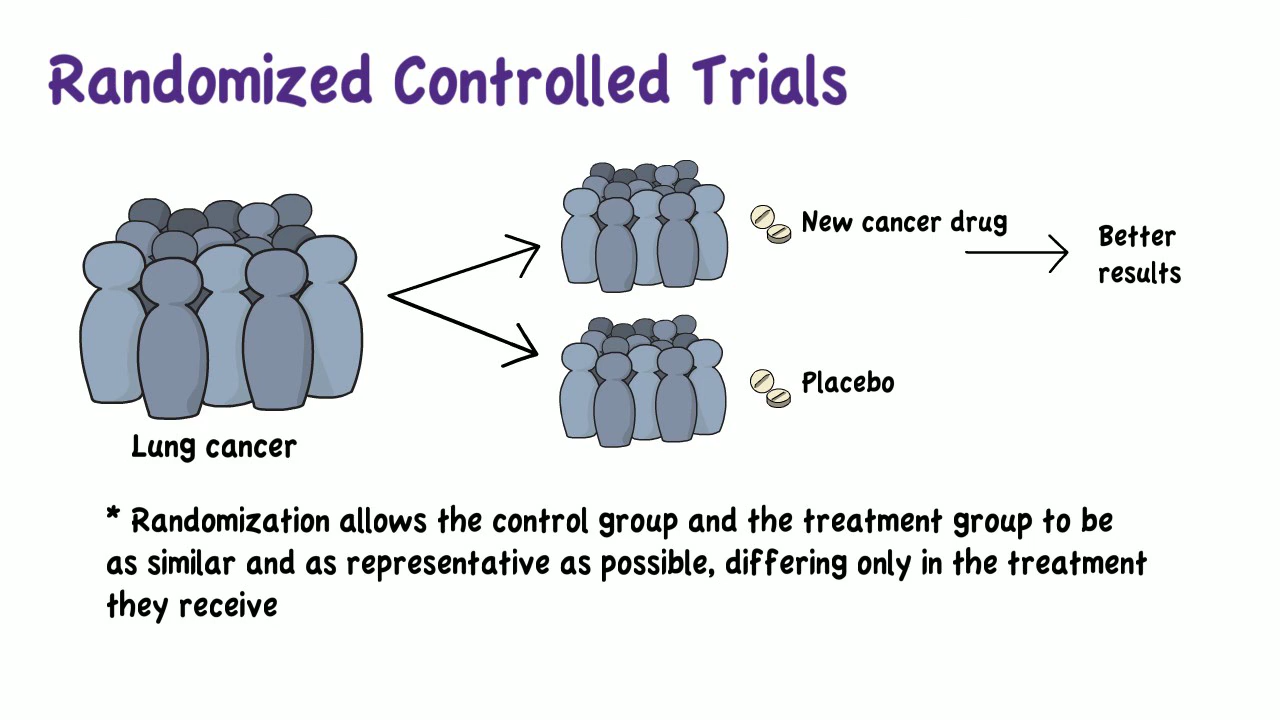 Randomized Controlled Trials
New cancer drug
Better
results
Placebo
Lung cancer
* Randomization allows the control group and the treatment group to be
as similar and as representative as possible, differing only in the treatment
they receive